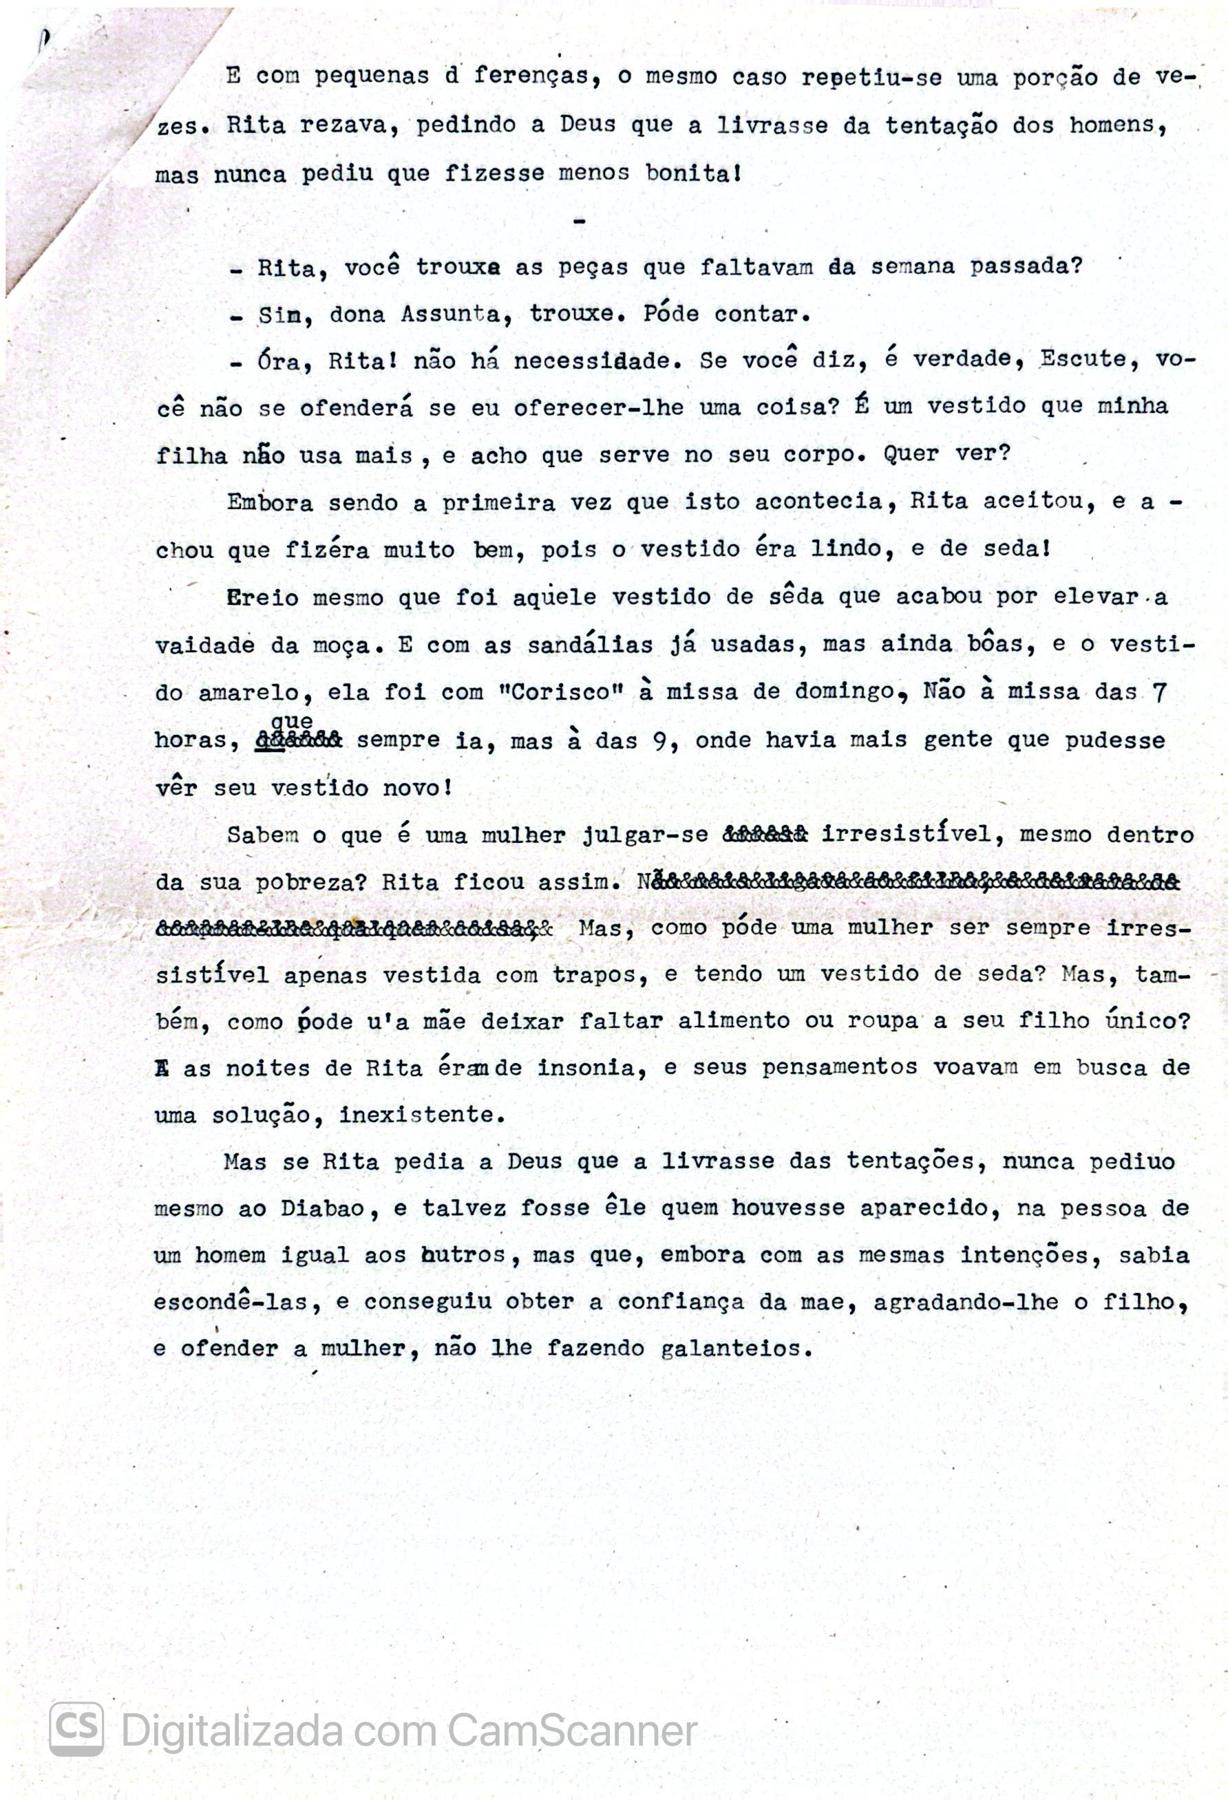 E com pequenas d ferenças, o mesmo caso repetiu-se uma porção de ve-
zes. Rita rezava, pedindo a Deus que a livrasse da tentação dos homens,
mas nunca pediu que fizesse menos bonita!
-
- Rita, você trouxe as peças que faltavam da semana passada?
- Sim, dona Assunta, trouxe. Póde contar.
- Óra, Rita! não há necessidade. Se você diz, é verdade, Escute, vo-
cê não se ofenderá se eu oferecer-lhe uma coisa? É um vestido que minha
filha não usa mais, e acho que serve no seu corpo. Quer ver?
Embora sendo a primeira vez que isto acontecia, Rita aceitou, e a -
chou que fizéra muito bem, pois o vestido éra lindo, e de seda!
Ereio mesmo que foi aquele vestido de sêda que acabou por elevar a
vaidade da moça. E com as sandálias já usadas, mas ainda bôas, e o vesti-
do amarelo, ela foi com "Corisco" à missa de domingo, Não à missa das 7
que
horas, sempre ia, mas à das 9, onde havia mais gente que pudesse
vêr seu vestido novo!
Sabem o que é uma mulher julgar-se irresistível, mesmo dentro
da sua pobreza? Rita ficou assim.
Mas, como póde uma mulher ser sempre irres-
sistível apenas vestida com trapos, e tendo um vestido de seda? Mas, tam-
bém, como póde u'a mãe deixar faltar alimento ou roupa a seu filho único?
E as noites de Rita éram de insonia, e seus pensamentos voavam em busca de
uma solução, inexistente.
Mas se Rita pedia a Deus que a livrasse das tentações, nunca pediuo
mesmo ao Diabao, e talvez fosse êle quem houvesse aparecido, na pessoa de
um homem igual aos outros, mas que, embora com as mesmas intenções, sabia
escondê-las, e conseguiu obter a confiança da mae, agradando-lhe o filho,
e ofender a mulher, não lhe fazendo galanteios.
CS Digitalizada com CamScanner